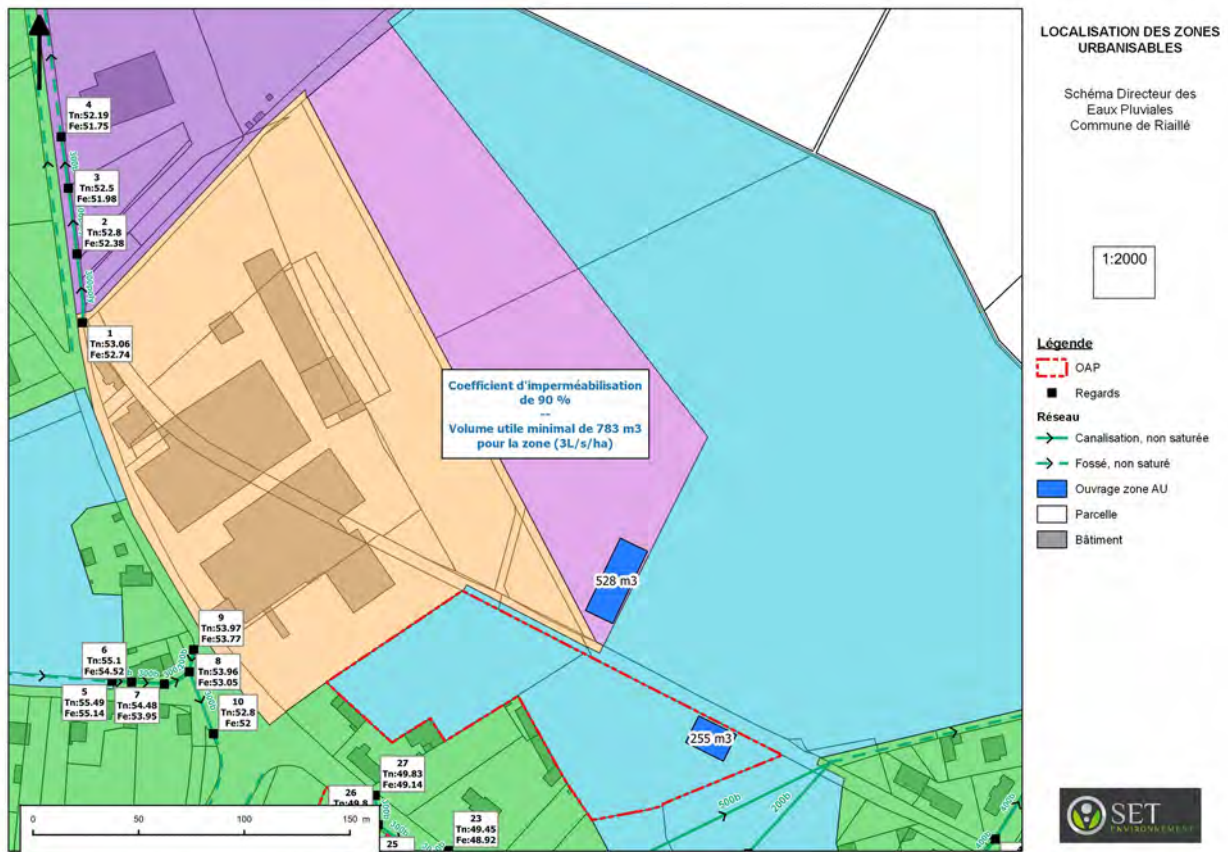 LOCALISATION DES ZONES
URBANISABLES
Schéma Directeur des
Eaux Pluviales
Commune de Riaillé
1:2000
Légende
OAP
Regards
Réseau
Canalisation, non saturée
Fossé, non saturé
Ouvrage zone AU
Parcelle
Bâtiment
SET
ENVIRONNEMENT
4
Tn:52.19
Fe:51.75
3
Tn:52.5
Fe:51.98
2
Tn:52.8
Fe:52.38
1
Tn:53.06
Fe:52.74
Coefficient d'imperméabilisation
de 90 %
--
Volume utile minimal de 783 m3
pour la zone (3L/s/ha)
528 m3
255 m3
9
Tn:53.97
Fe:53.77
8
Tn:53.96
Fe:53.05
6
Tn:55.1
Fe:54.52
5
Tn:55.49
Fe:55.14
7
Tn:54.48
Fe:53.95
10
Tn:52.8
Fe:52
300b
200b
27
Tn:49.83
Fe:49.14
26
Tn:49.8
25
23
Tn:49.45
Fe:48.92
500b
200b
400b
0 50 100 150 m